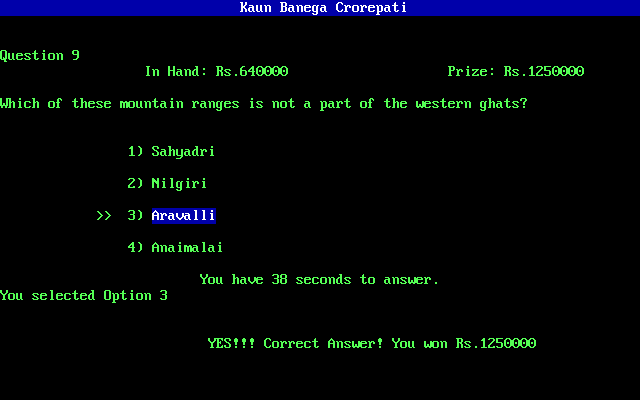 Kaun Banega Crorepati
Question 9
In Hand: Rs.640000 Prize: Rs.1250000
Which of these mountain ranges is not a part of the western ghats?
1) Sahyadri
2) Nilgiri
>> 3) Aravalli
4) Anaimalai
You have 38 seconds to answer.
You selected Option 3
YES!!! Correct Answer! You won Rs.1250000